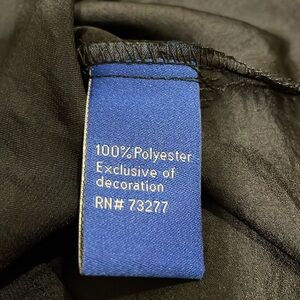 100%Polyester
Exclusive of
decoration
RN# 73277